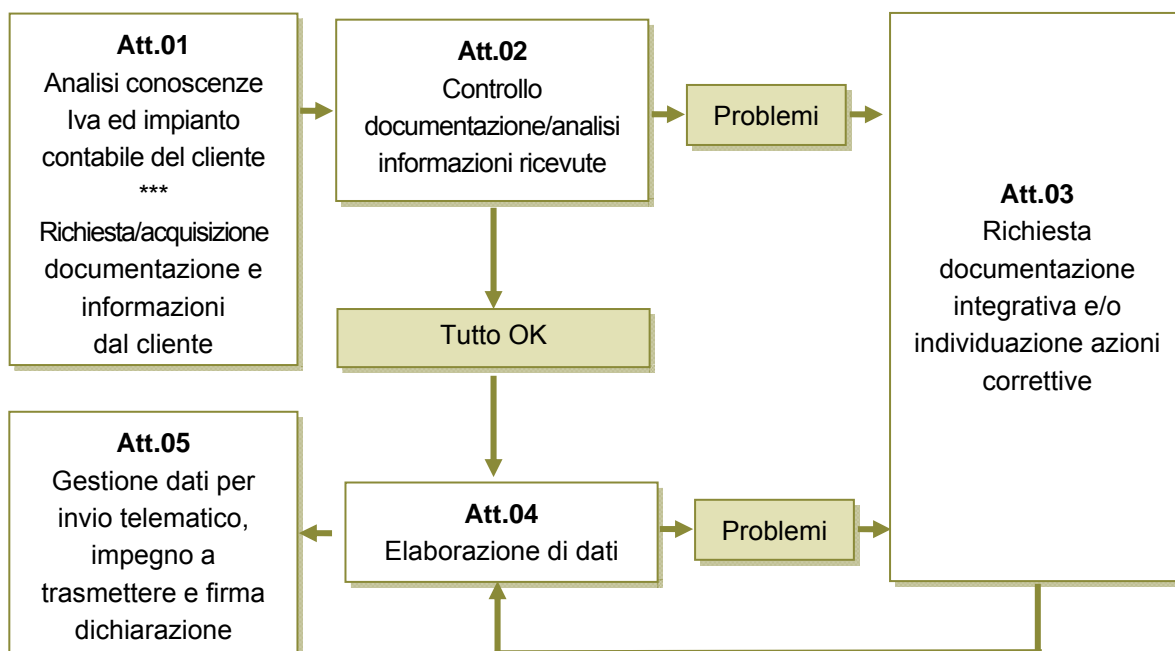 Att.01
Analisi conoscenze
Iva ed impianto
contabile del cliente
***
Richiesta/acquisizione
documentazione e
informazioni
dal cliente
Att.02
Controllo
documentazione/analisi
informazioni ricevute
Problemi
Att.03
Richiesta
documentazione
integrativa e/o
individuazione azioni
correttive
Tutto OK
Att.04
Elaborazione di dati
Problemi
Att.05
Gestione dati per
invio telematico,
impegno a
trasmettere e firma
dichiarazione